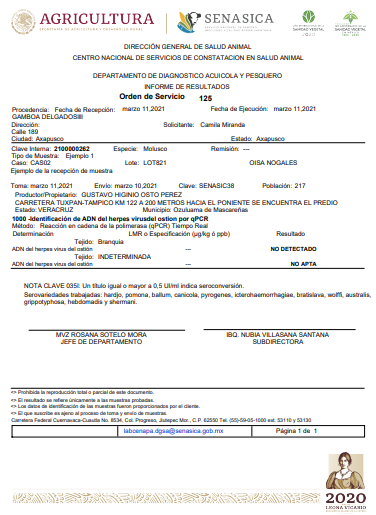 AGRICULTURA
SENASICA
DIRECCIÓN GENERAL DE SALUD ANIMAL
CENTRO NACIONAL DE SERVICIOS DE CONSTATACION EN SALUD ANIMAL
DEPARTAMENTO DE DIAGNOSTICO ACUICOLA Y PESQUERO
INFORME DE RESULTADOS
Orden de Servicio 125
Procedencia: Fecha de Recepción: marzo 11,2021 Fecha de Ejecución: marzo 11,2021
GAMBOA DELGADOSIII
Dirección: Solicitante: Camila Miranda
Calle 189
Ciudad: Axapusco Estado: Axapusco
Clave Interna: 2100000262 Especie: Molusco Remisión: ---
Tipo de Muestra: Ejemplo 1
Caso: CAS02 Lote: LOT821 OISA NOGALES
Ejemplo de la recepción de muestra
Toma: marzo 11,2021 Envío: marzo 10,2021 Clave: SENASIC38 Población: 217
Productor/Propietario: GUSTAVO HIGINIO OSTO PEREZ
CARRETERA TUXPAN-TAMPICO KM 122 A 200 METROS HACIA EL PONIENTE SE ENCUENTRA EL PREDIO
Estado: VERACRUZ Municipio: Ozuluama de Mascareñas
1000 -Identificación de ADN del herpes virusdel ostion por qPCR
Método: Reacción en cadena de la polimerasa (qPCR) Tiempo Real
Determinación LMR o Especificación (µg/kg ó ppb) Resultado
Tejido: Branquia
ADN del herpes virus del ostión --- NO DETECTADO
Tejido: INDETERMINADA
ADN del herpes virus del ostión --- NO APTA
NOTA CLAVE 035I: Un título igual o mayor a 0,5 UI/ml indica seroconversión.
Serovariedades trabajadas: hardjo, pomona, ballum, canicola, pyrogenes, icterohaemorrhagiae, bratislava, wolffi, australis,
grippotyphosa, hebdomadis y shermani.
MVZ ROSANA SOTELO MORA IBQ. NUBIA VILLASANA SANTANA
JEFE DE DEPARTAMENTO SUBDIRECTORA
<> Prohibida la reproducción total o parcial de este documento.
<> El resultado se refiere únicamente a las muestras probadas.
<> Los datos de identificación de las muestras fueron proporcionados por el cliente.
<> El que suscribe es ajeno al proceso de toma y envío de muestras.
Carretera Federal Cuernavaca-Cuautla No. 8534, Col. Progreso, Jiutepec Mor., C.P. 62550 Tel. (55)-59-05-1000 ext. 53110 y 53130
labcenapa.dgsa@senasica.gob.mx Página 1 de 1
2020
LEONA VICARIO